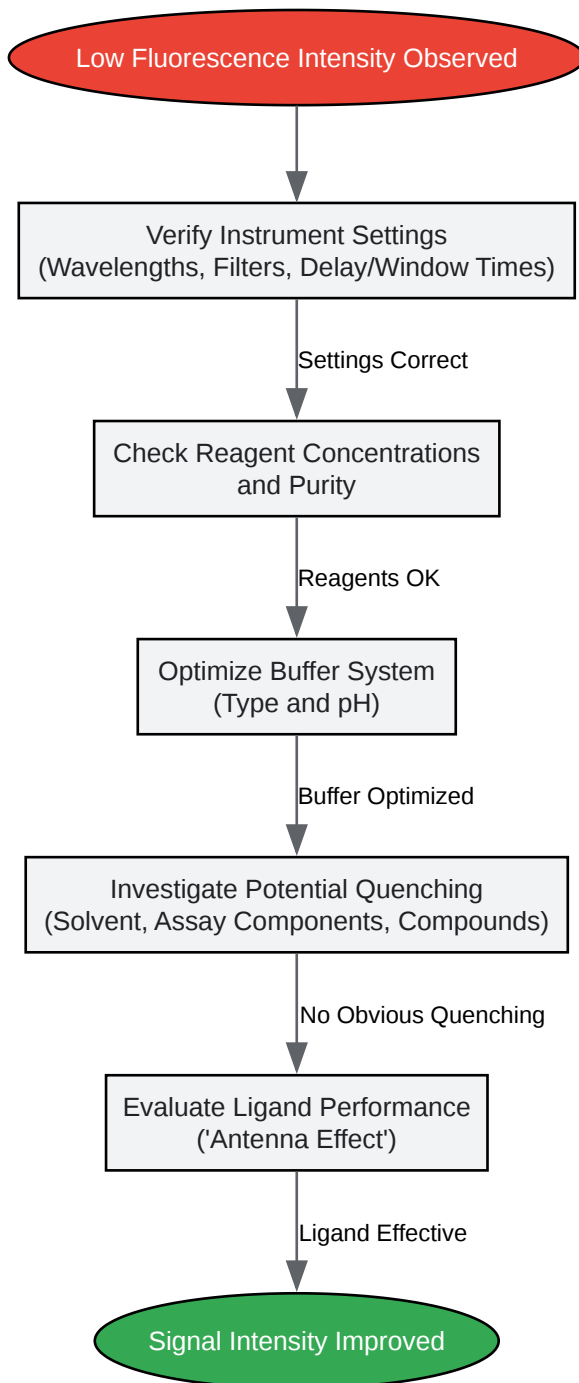 Low Fluorescence Intensity Observed
Verify Instrument Settings
(Wavelengths, Filters, Delay/Window Times)
Settings Correct
Check Reagent Concentrations
and Purity
Reagents OK
Optimize Buffer System
(Type and pH)
Buffer Optimized
Investigate Potential Quenching
(Solvent, Assay Components, Compounds)
No Obvious Quenching
Evaluate Ligand Performance
('Antenna Effect')
Ligand Effective
Signal Intensity Improved